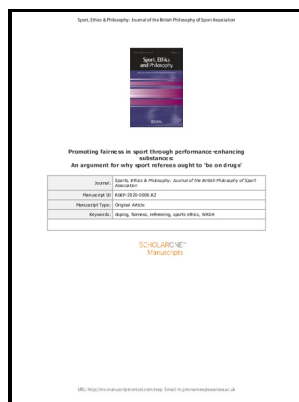 Sport, Ethics & Philosophy: Journal of the British Philosophy of Sport Association
Sport, Ethics
and Philosophy
Promoting fairness in sport through performance-enhancing
substances:
An argument for why sport referees ought to 'be on drugs'
Journal: Sports, Ethics & Philosophy: Journal of the British Philosophy of Sport
Association
Manuscript ID RSEP-2020-0006.R2
Manuscript Type: Original Article
Keywords: doping, fairness, refereeing, sports ethics, WADA
SCHOLARONE™
Manuscripts